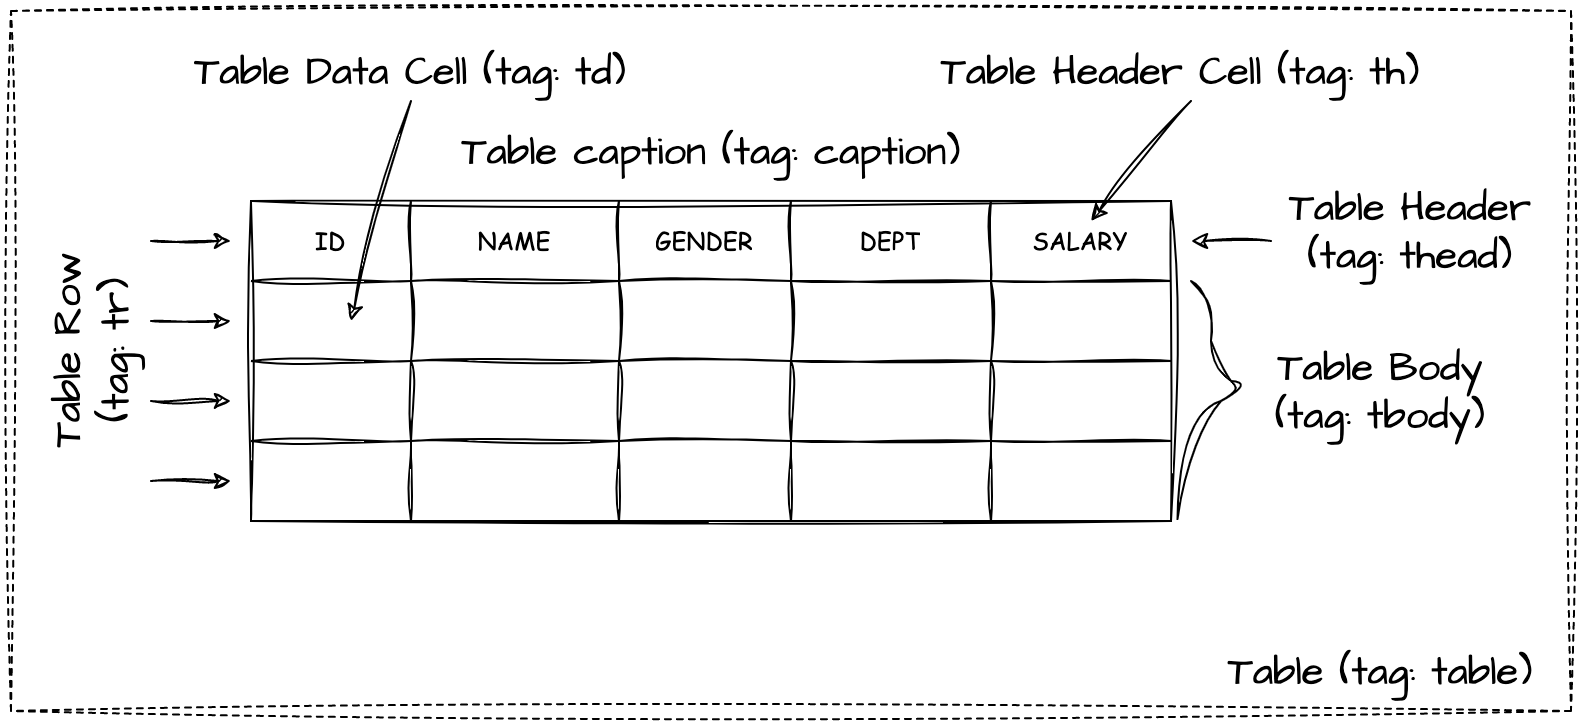 Table Data Cell (tag: td)
Table Header Cell (tag: th)
Table caption (tag: caption)
Table Header
(tag: thead)
ID
NAME
GENDER
DEPT
SALARY
Table Row
(tag: tr)
Table Body
(tag: tbody)
Table (tag: table)